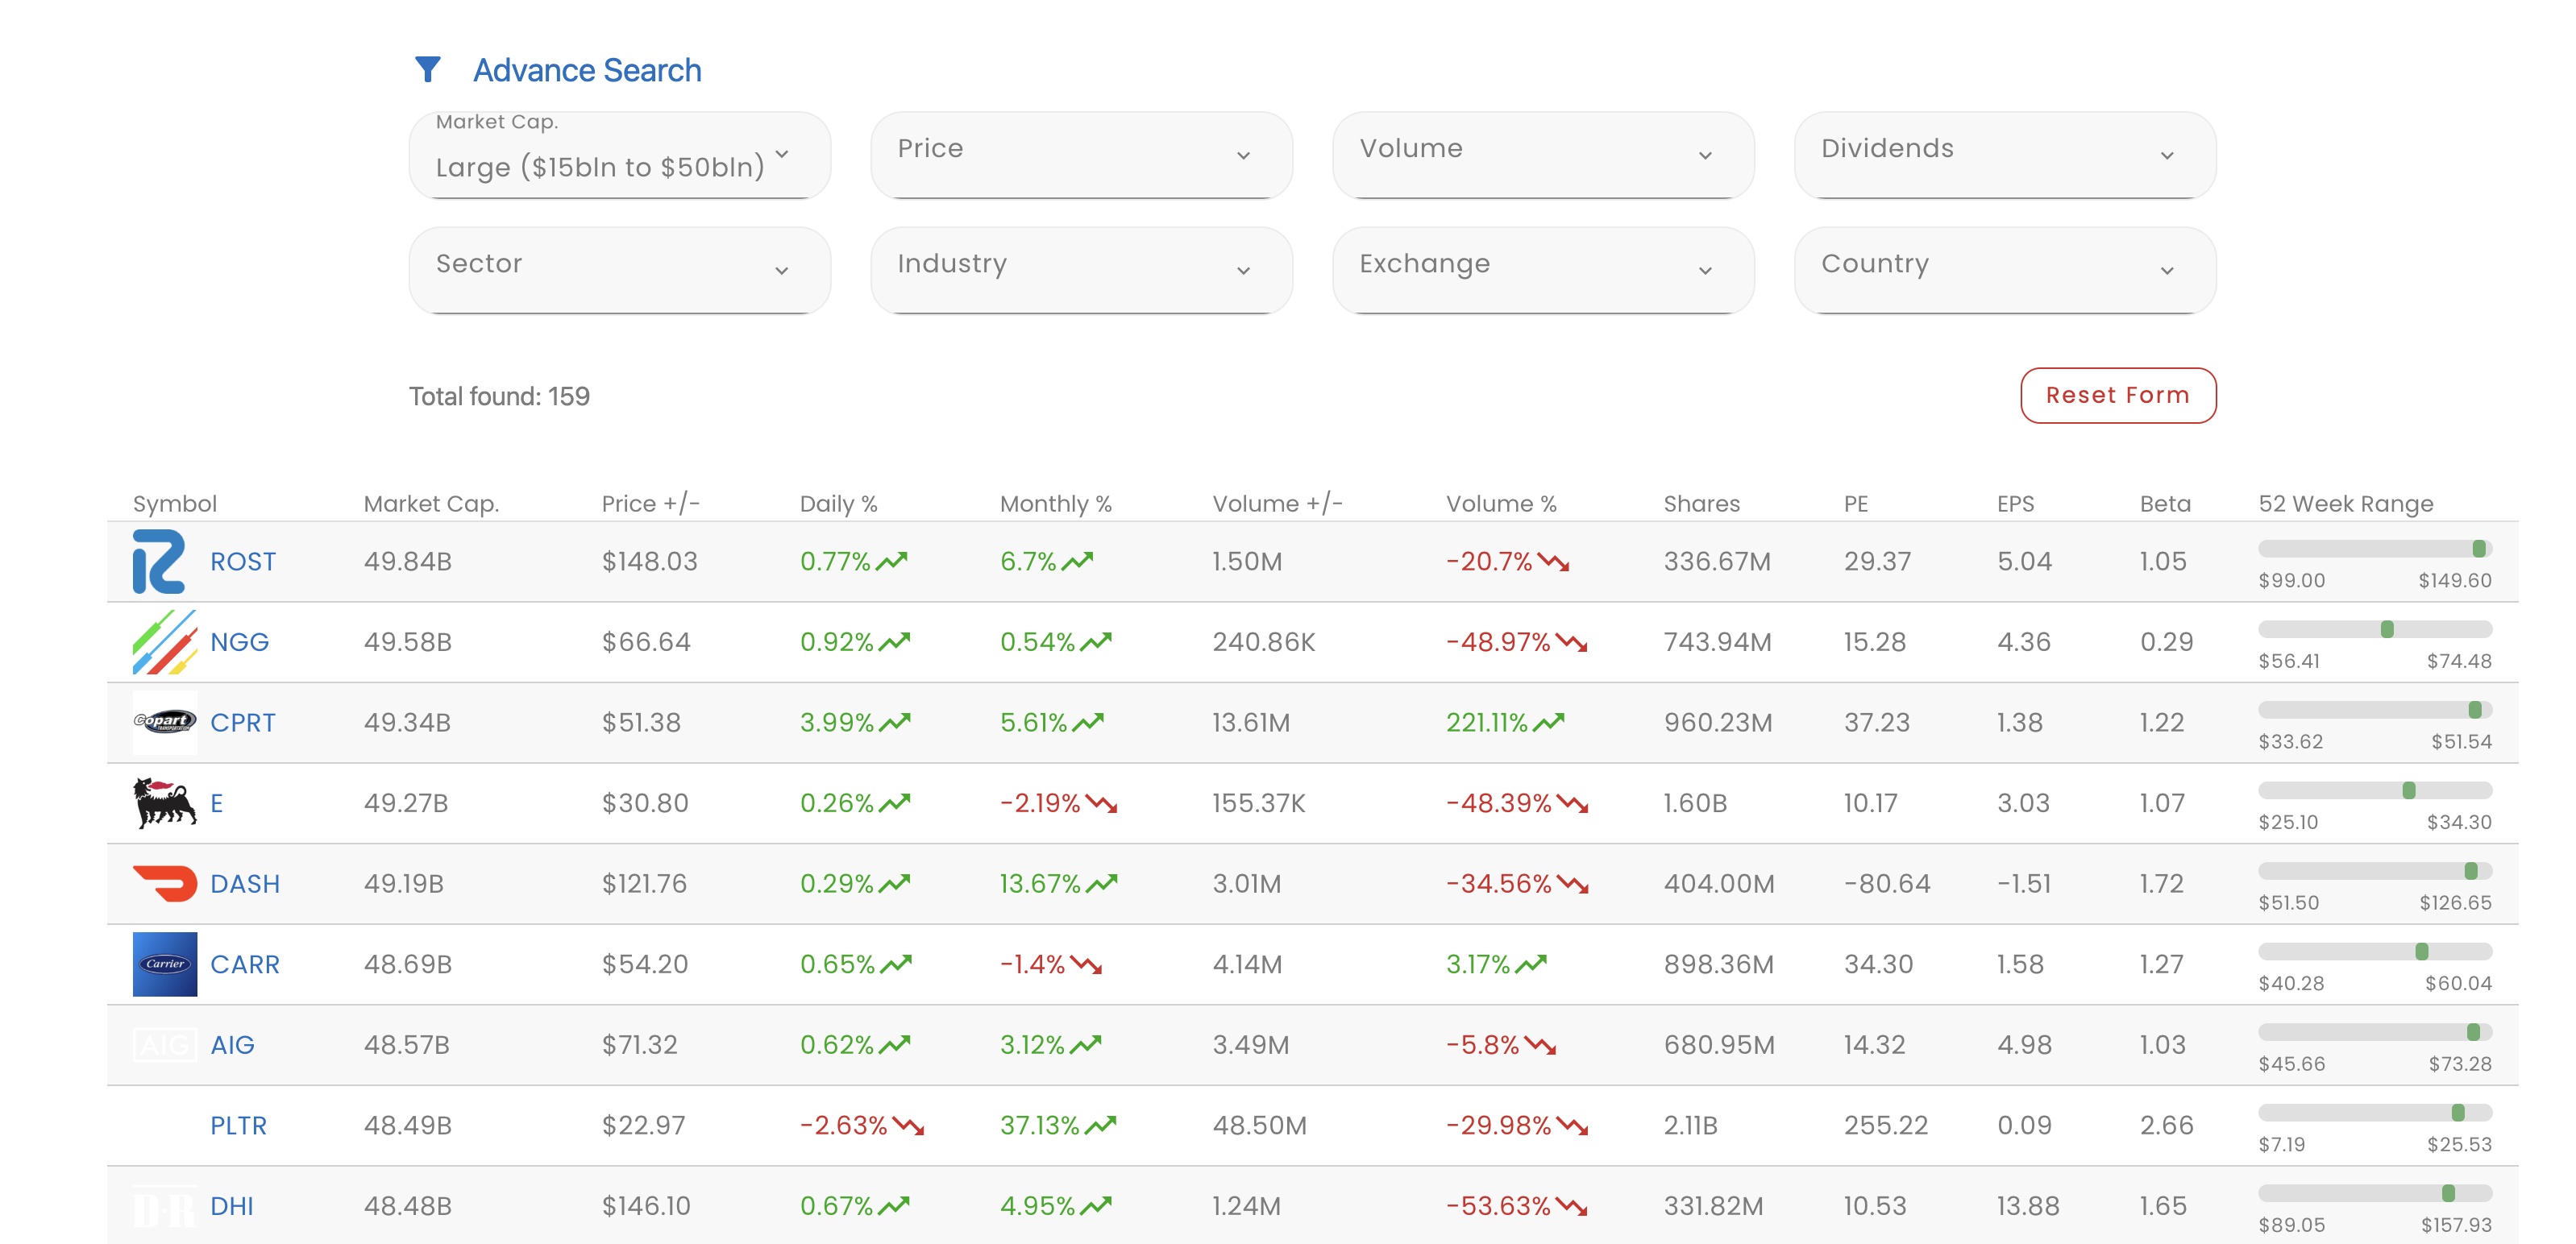 Advance Search
Market Cap.
Large ($15bln to $50bln)
Price
Volume
Dividends
Sector
Industry
Exchange
Country
Total found: 159
Reset Form
Symbol Market Cap. Price +/- Daily % Monthly % Volume +/- Volume % Shares PE EPS Beta 52 Week Range
ROST 49.84B $148.03 0.77% 6.7% 1.50M -20.7% 336.67M 29.37 5.04 1.05
$99.00 $149.60
NGG 49.58B $66.64 0.92% 0.54% 240.86K -48.97% 743.94M 15.28 4.36 0.29
$56.41 $74.48
Copart CPRT 49.34B $51.38 3.99% 5.61% 13.61M 221.11% 960.23M 37.23 1.38 1.22
$33.62 $51.54
E 49.27B $30.80 0.26% -2.19% 155.37K -48.39% 1.60B 10.17 3.03 1.07
$25.10 $34.30
DASH 49.19B $121.76 0.29% 13.67% 3.01M -34.56% 404.00M -80.64 -1.51 1.72
$51.50 $126.65
Carrier CARR 48.69B $54.20 0.65% -1.4% 4.14M 3.17% 898.36M 34.30 1.58 1.27
$40.28 $60.04
AIG AIG 48.57B $71.32 0.62% 3.12% 3.49M -5.8% 680.95M 14.32 4.98 1.03
$45.66 $73.28
PLTR 48.49B $22.97 -2.63% 37.13% 48.50M -29.98% 2.11B 255.22 0.09 2.66
$7.19 $25.53
D·R DHI 48.48B $146.10 0.67% 4.95% 1.24M -53.63% 331.82M 10.53 13.88 1.65
$89.05 $157.93